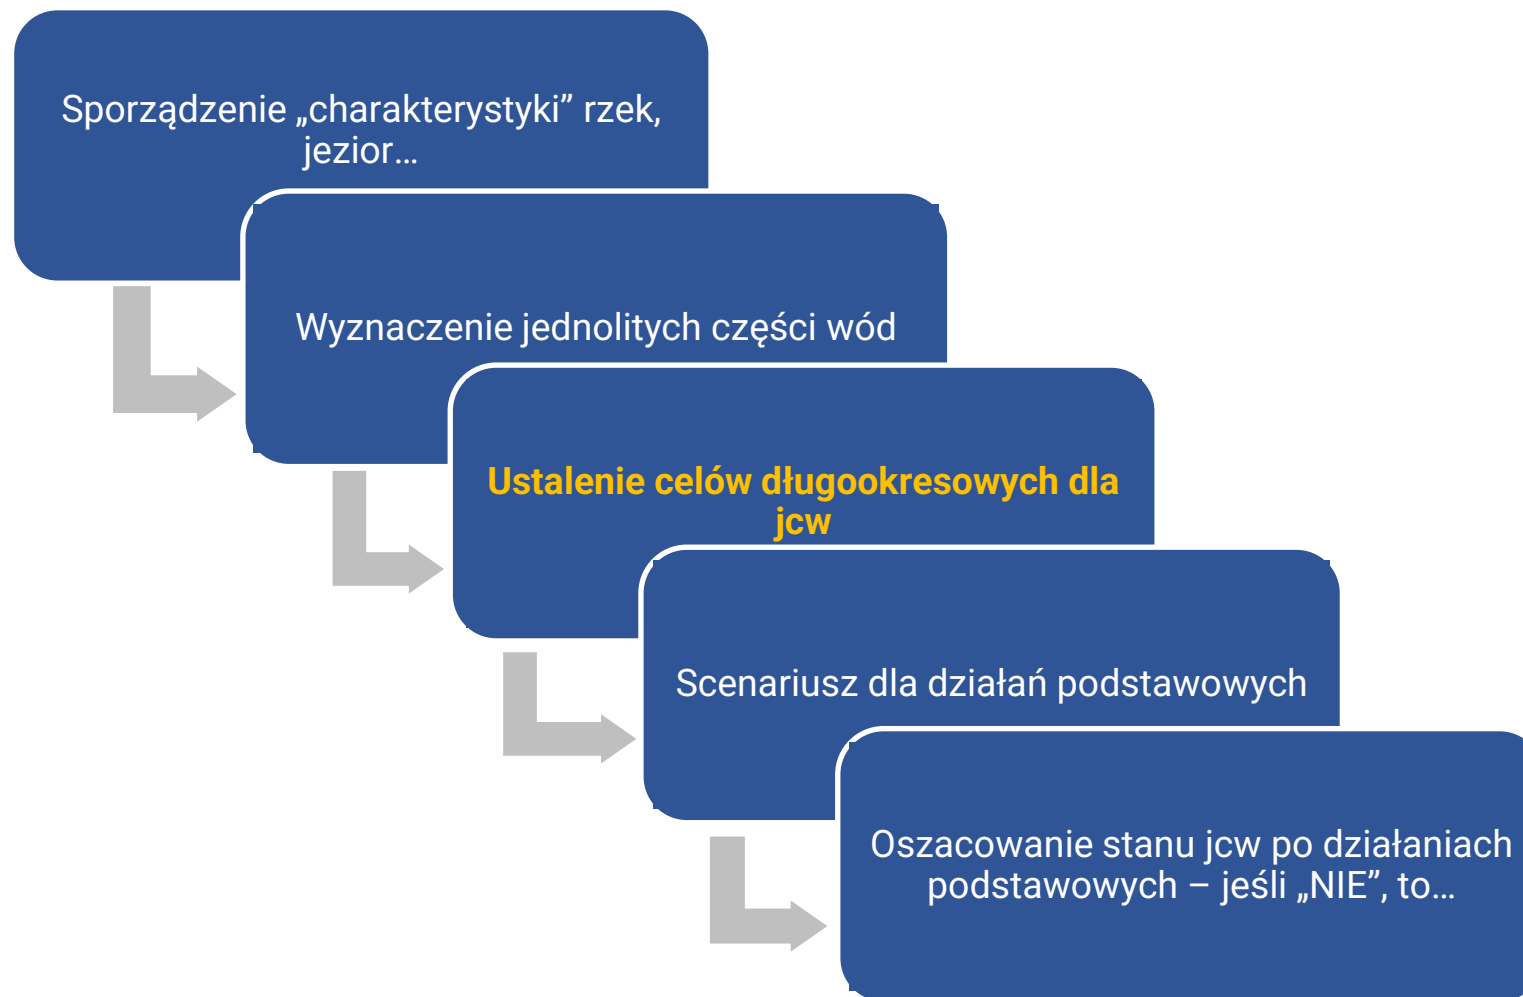 Sporządzenie „charakterystyki” rzek,
jezior…
Wyznaczenie jednolitych części wód
Ustalenie celów długookresowych dla
jcw
Scenariusz dla działań podstawowych
Oszacowanie stanu jcw po działaniach
podstawowych – jeśli „NIE”, to…